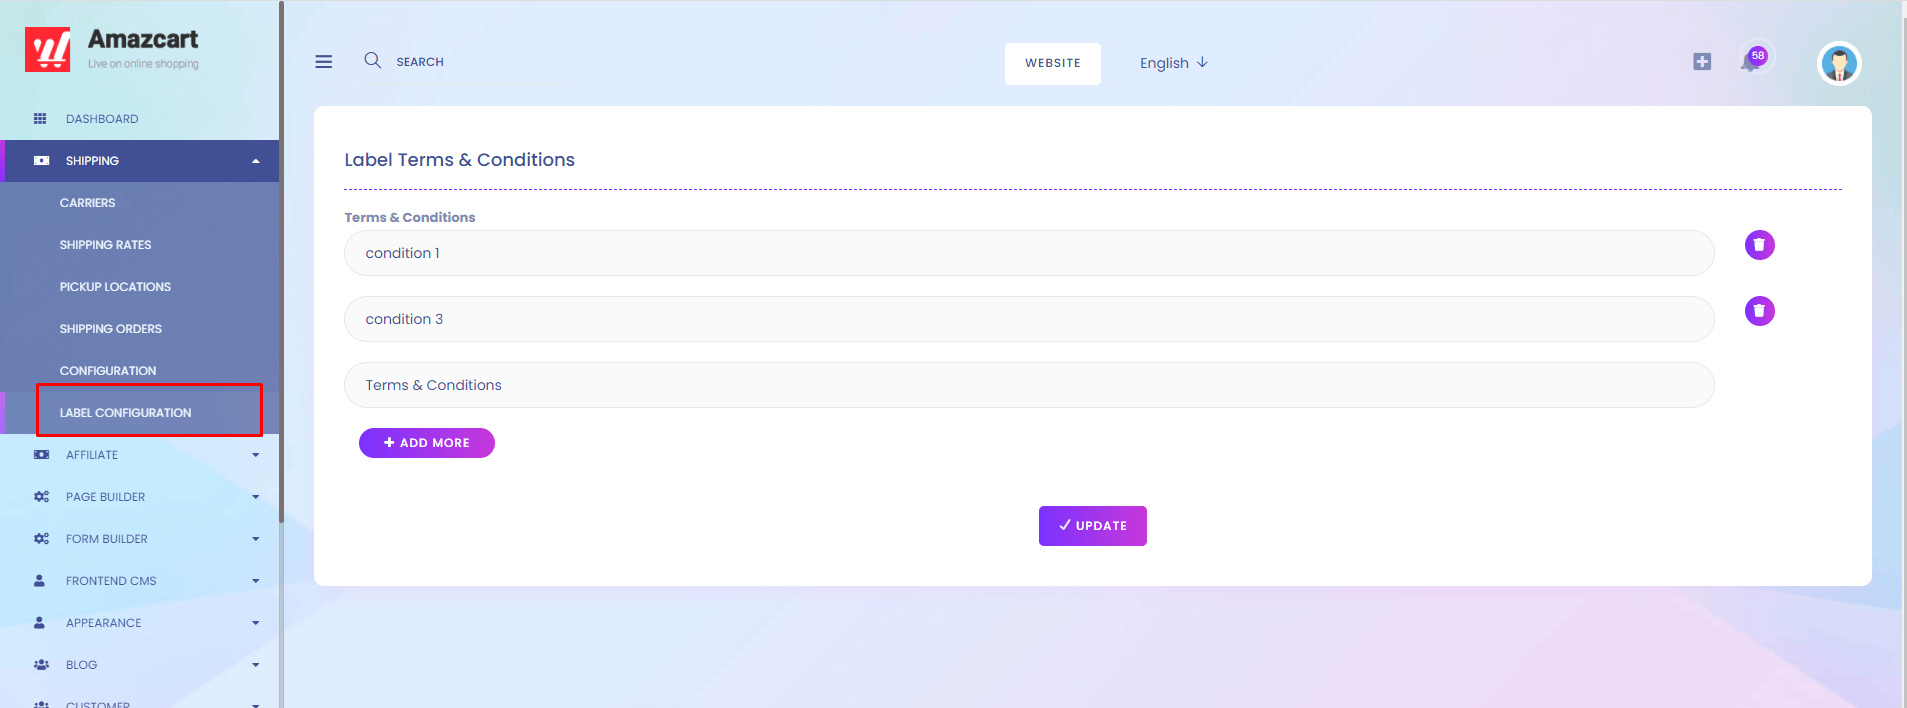 Amazcart
Live on online shopping
DASHBOARD
SHIPPING
CARRIERS
SHIPPING RATES
PICKUP LOCATIONS
SHIPPING ORDERS
CONFIGURATION
LABEL CONFIGURATION
AFFILIATE
PAGE BUILDER
FORM BUILDER
FRONTEND CMS
APPEARANCE
BLOG
CUSTOMER
SEARCH
WEBSITE
English
58
Label Terms & Conditions
Terms & Conditions
condition 1
condition 3
Terms & Conditions
ADD MORE
UPDATE